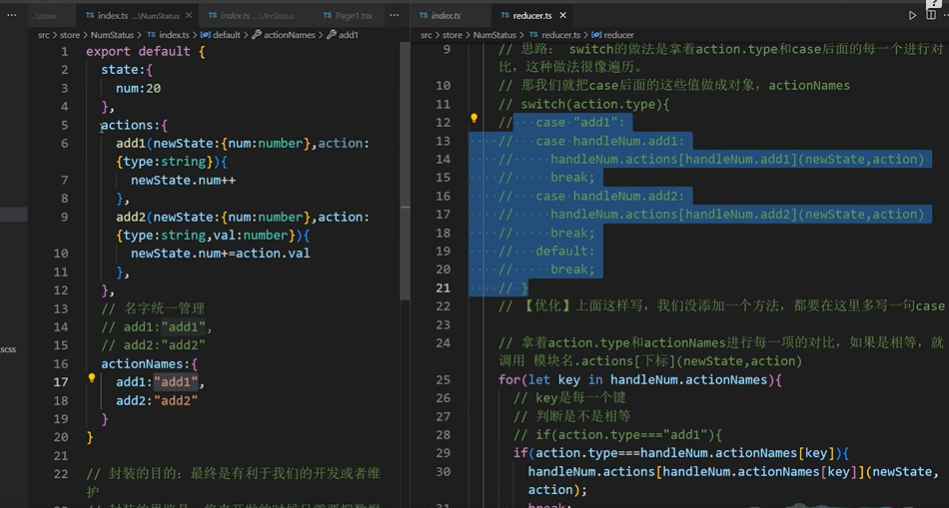 ...\store
index.ts ...\NumStatus
index.ts ...\ArrStatus
Page1.tsx
index.ts
reducer.ts
src > store > NumStatus > index.ts > default > actionNames > add1
1 export default {
2 state:{
3 num:20
4 },
5 actions:{
6 add1(newState:{num:number},action:
{type:string}){
7 newState.num++
8 },
9 add2(newState:{num:number},action:
{type:string,val:number}){
10 newState.num+=action.val
11 },
12 },
13 // 名字统一管理
14 // add1:"add1",
15 // add2:"add2"
16 actionNames:{
17 add1:"add1",
18 add2:"add2"
19 }
20 }
21
22 // 封装的目的：最终是有利于我们的开发或者维
护
scss
src > store > NumStatus > reducer.ts > reducer
9 // 思路： switch的做法是拿着action.type和case后面的每一个进行对
比，这种做法很像遍历。
10 // 那我们就把case后面的这些值做成对象，actionNames
11 // switch(action.type){
12 // case "add1":
13 // case handleNum.add1:
14 // handleNum.actions[handleNum.add1](newState,action)
15 // break;
16 // case handleNum.add2:
17 // handleNum.actions[handleNum.add2](newState,action)
18 // break;
19 // default:
20 // break;
21 // }
22 // 【优化】上面这样写，我们没添加一个方法，都要在这里多写一句case
23
24 // 拿着action.type和actionNames进行每一项的对比，如果是相等，就
调用 模块名.actions[下标](newState,action)
25 for(let key in handleNum.actionNames){
26 // key是每一个键
27 // 判断是不是相等
28 // if(action.type==="add1"){
29 if(action.type===handleNum.actionNames[key]){
30 handleNum.actions[handleNum.actionNames[key]](newState,
action);